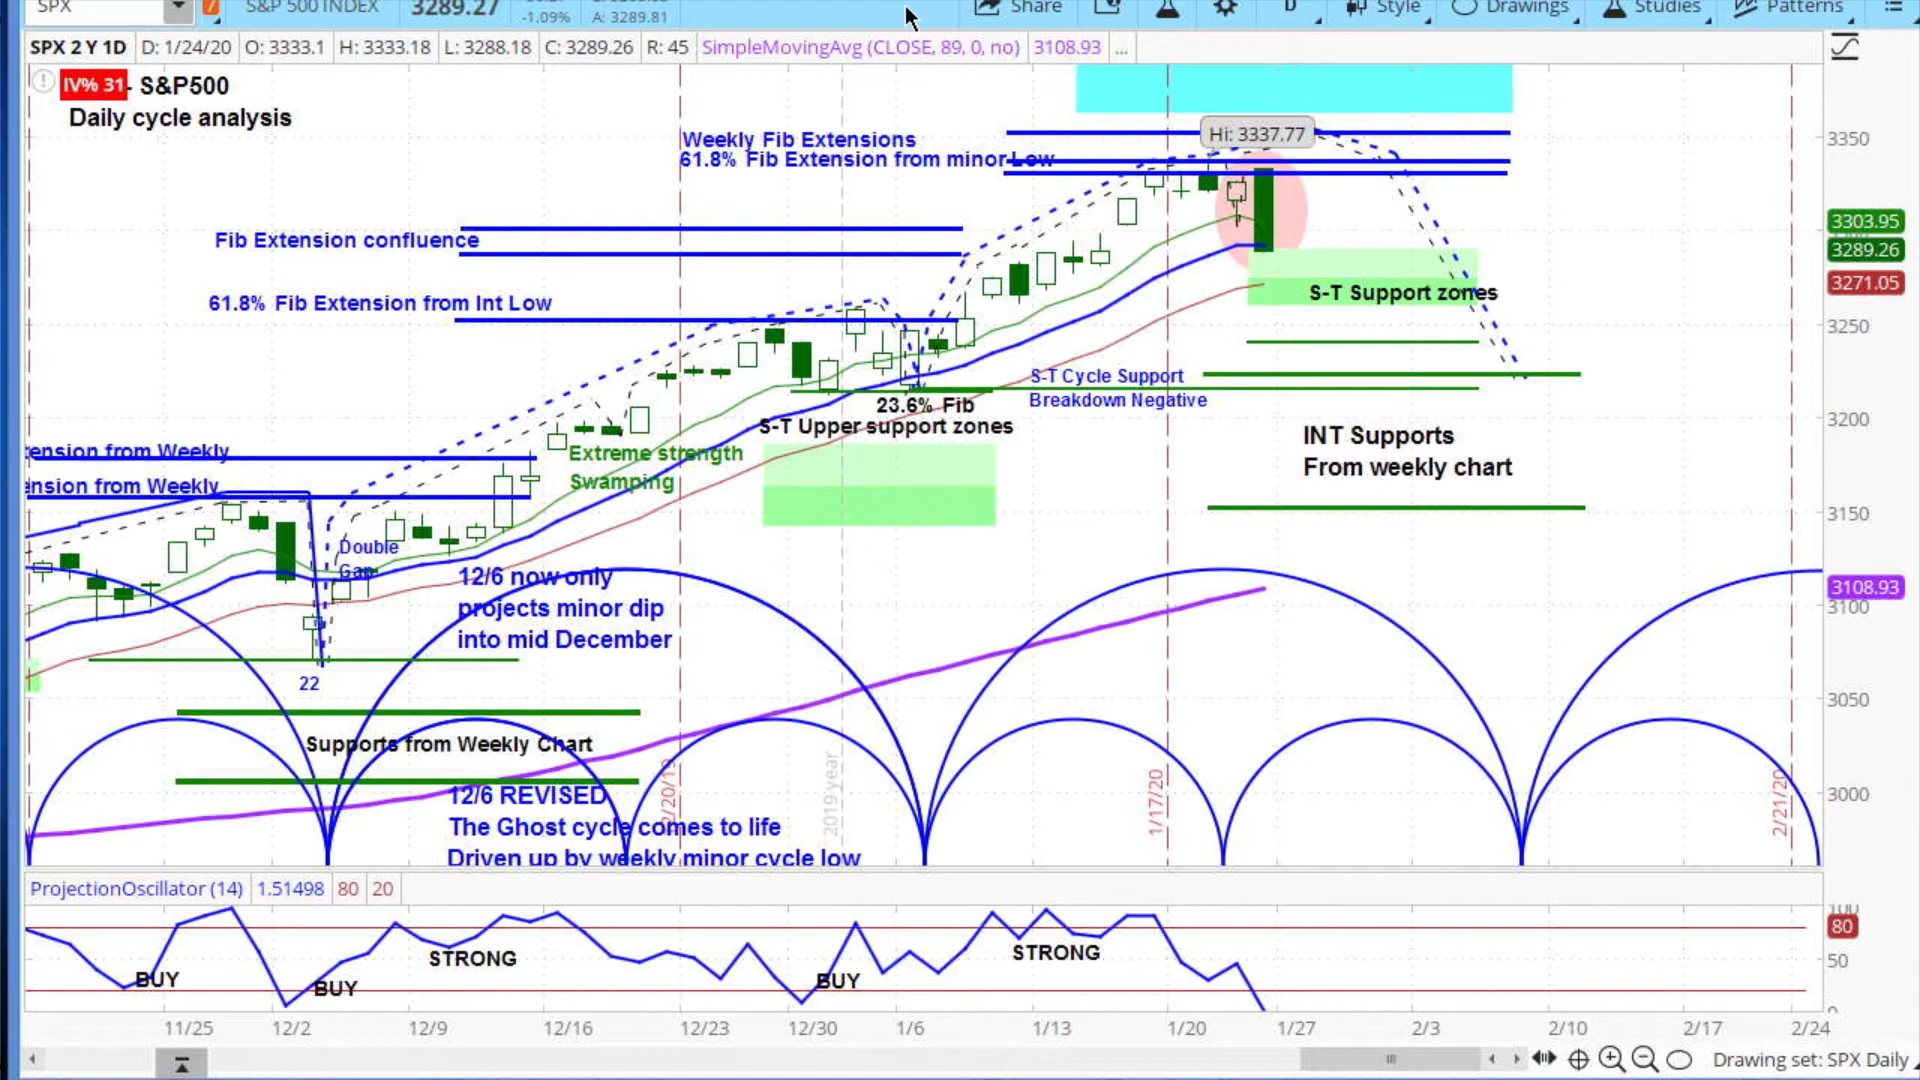 SPX
S&P 500 INDEX
3289.27
-1.09%
A: 3289.81
Share
D
Style
Drawings
Studies
Patterns
SPX 2 Y 1D
D: 1/24/20
O: 3333.1
H: 3333.18
L: 3288.18
C: 3289.26
R: 45
SimpleMovingAvg (CLOSE, 89, 0, no)
3108.93
...
IV% 31
- S&P500
Daily cycle analysis
Weekly Fib Extensions
61.8% Fib Extension from minor Low
Hi: 3337.77
Fib Extension confluence
61.8% Fib Extension from Int Low
S-T Support zones
S-T Cycle Support
Breakdown Negative
23.6% Fib
S-T Upper support zones
INT Supports
From weekly chart
ension from Weekly
ension from Weekly
Extreme strength
Swamping
Double
Gap
12/6 now only
projects minor dip
into mid December
22
Supports from Weekly Chart
12/6 REVISED
The Ghost cycle comes to life
Driven up by weekly minor cycle low
2019 year
1/17/20
2/21/20
3350
3303.95
3289.26
3271.05
3250
3200
3150
3108.93
3100
3050
3000
ProjectionOscillator (14)
1.51498
80
20
BUY
BUY
STRONG
BUY
STRONG
100
80
50
0
11/25
12/2
12/9
12/16
12/23
12/30
1/6
1/13
1/20
1/27
2/3
2/10
2/17
2/24
Drawing set: SPX Daily